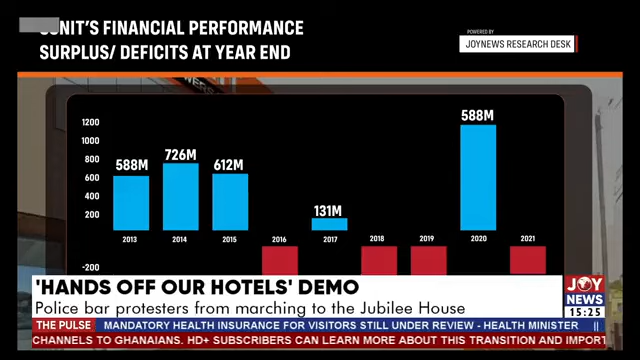 FINANCIAL PERFORMANCE
SURPLUS/ DEFICITS AT YEAR END
POWERED BY
JOYNEWS RESEARCH DESK
1200
1000
800
600
400
200
-200
588M
726M
612M
131M
588M
2013
2014
2015
2016
2017
2018
2019
2020
2021
'HANDS OFF OUR HOTELS' DEMO
Police bar protesters from marching to the Jubilee House
JOY
NEWS
15:25
THE PULSE
MANDATORY HEALTH INSURANCE FOR VISITORS STILL UNDER REVIEW - HEALTH MINISTER ||
CHANNELS TO GHANAIANS. HD+ SUBSCRIBERS CAN LEARN MORE ABOUT THIS TRANSITION AND